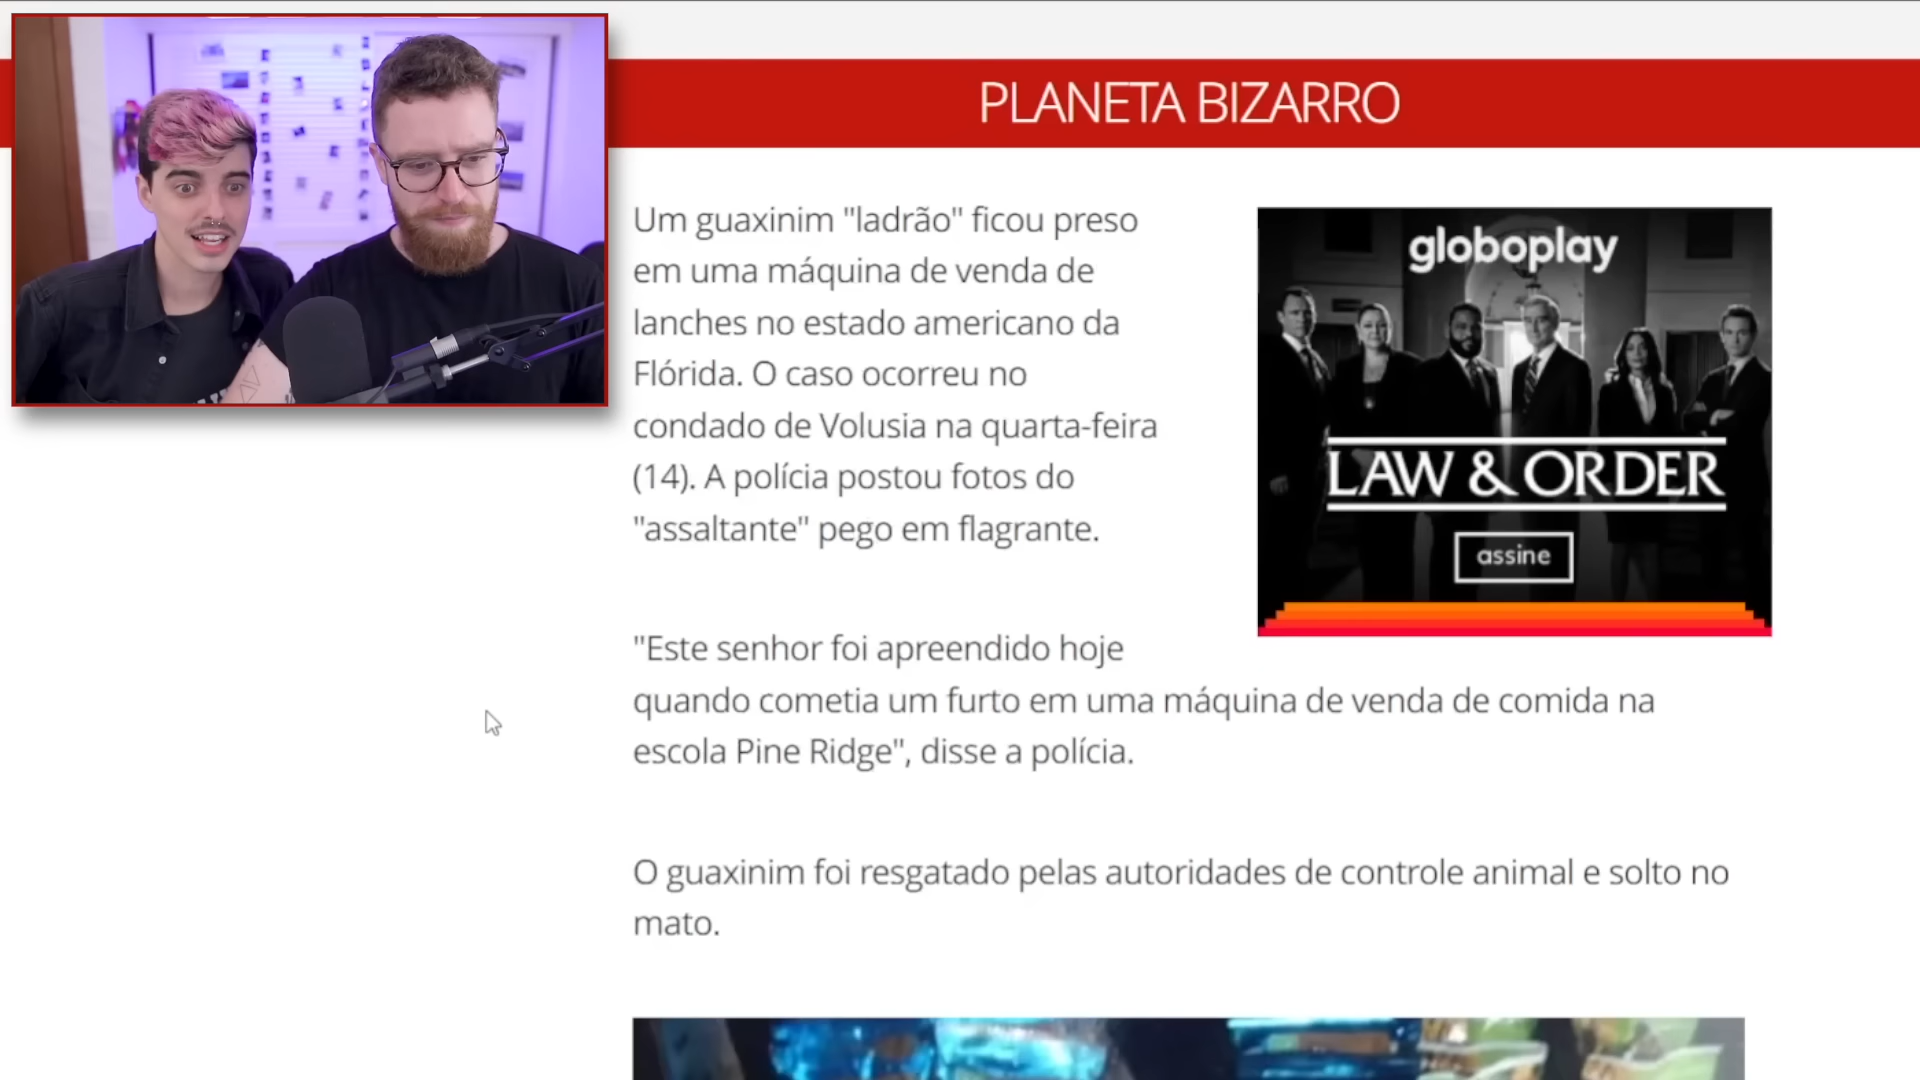 PLANETA BIZARRO
Um guaxinim "ladrão" ficou preso
em uma máquina de venda de
lanches no estado americano da
Flórida. O caso ocorreu no
condado de Volusia na quarta-feira
(14). A polícia postou fotos do
"assaltante" pego em flagrante.
globoplay
LAW & ORDER
assine
"Este senhor foi apreendido hoje
quando cometia um furto em uma máquina de venda de comida na
escola Pine Ridge", disse a polícia.
O guaxinim foi resgatado pelas autoridades de controle animal e solto no
mato.